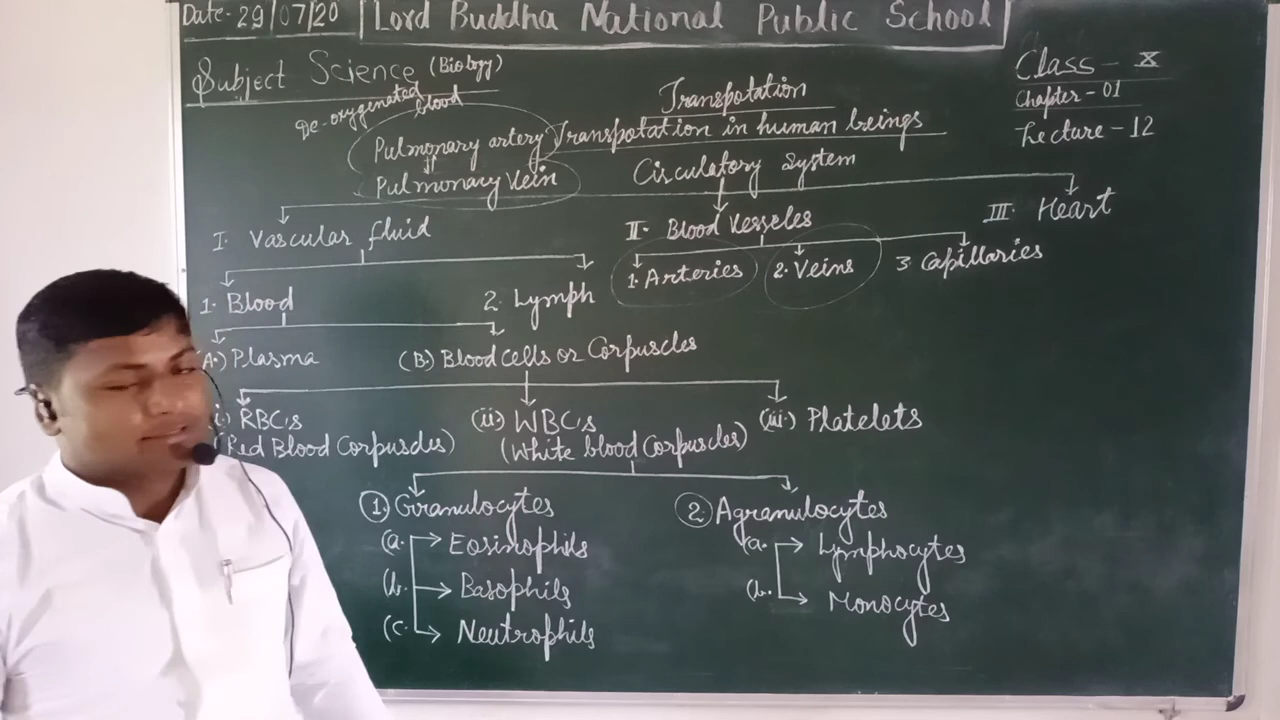 Date- 29/07/20
Lord Buddha National Public School
Subject Science (Biology)
Class - X
Chapter - 01
Lecture - 12
De-oxygenated blood
Pulmonary artery
Pulmonary Vein
Transpotation
Transpotation in human beings
Circulatory System
I. Vascular fluid
II. Blood Vesseles
III. Heart
1. Arteries
2. Veins
3. Capillaries
1. Blood
2. Lymph
(A.) Plasma
(B.) Blood cells or Corpuscles
(i) RBC's
(Red Blood Corpuscles)
(ii) WBC's
(White blood Corpuscles)
(iii.) Platelets
1. Granulocytes
2. Agranulocytes
(a. Eosinophils
(b. Basophils
(c. Neutrophils
(a. Lymphocytes
(b. Monocytes